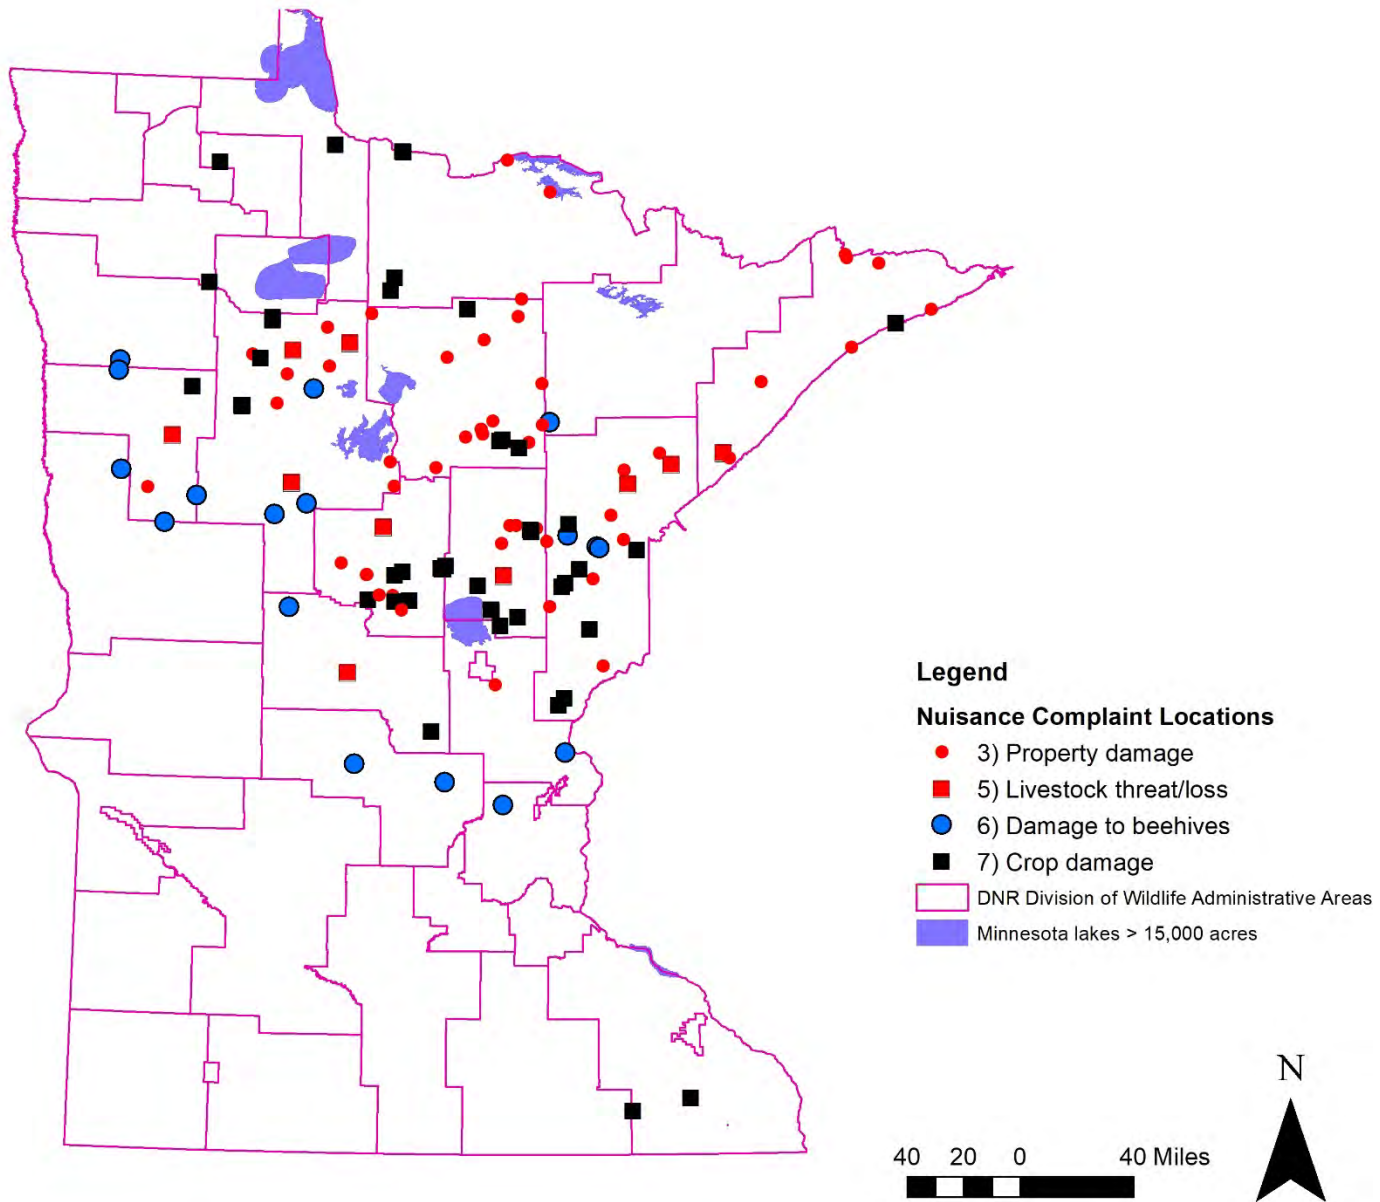 Legend
Nuisance Complaint Locations
3) Property damage
5) Livestock threat/loss
6) Damage to beehives
7) Crop damage
DNR Division of Wildlife Administrative Areas
Minnesota lakes > 15,000 acres
N
40 20 0 40 Miles